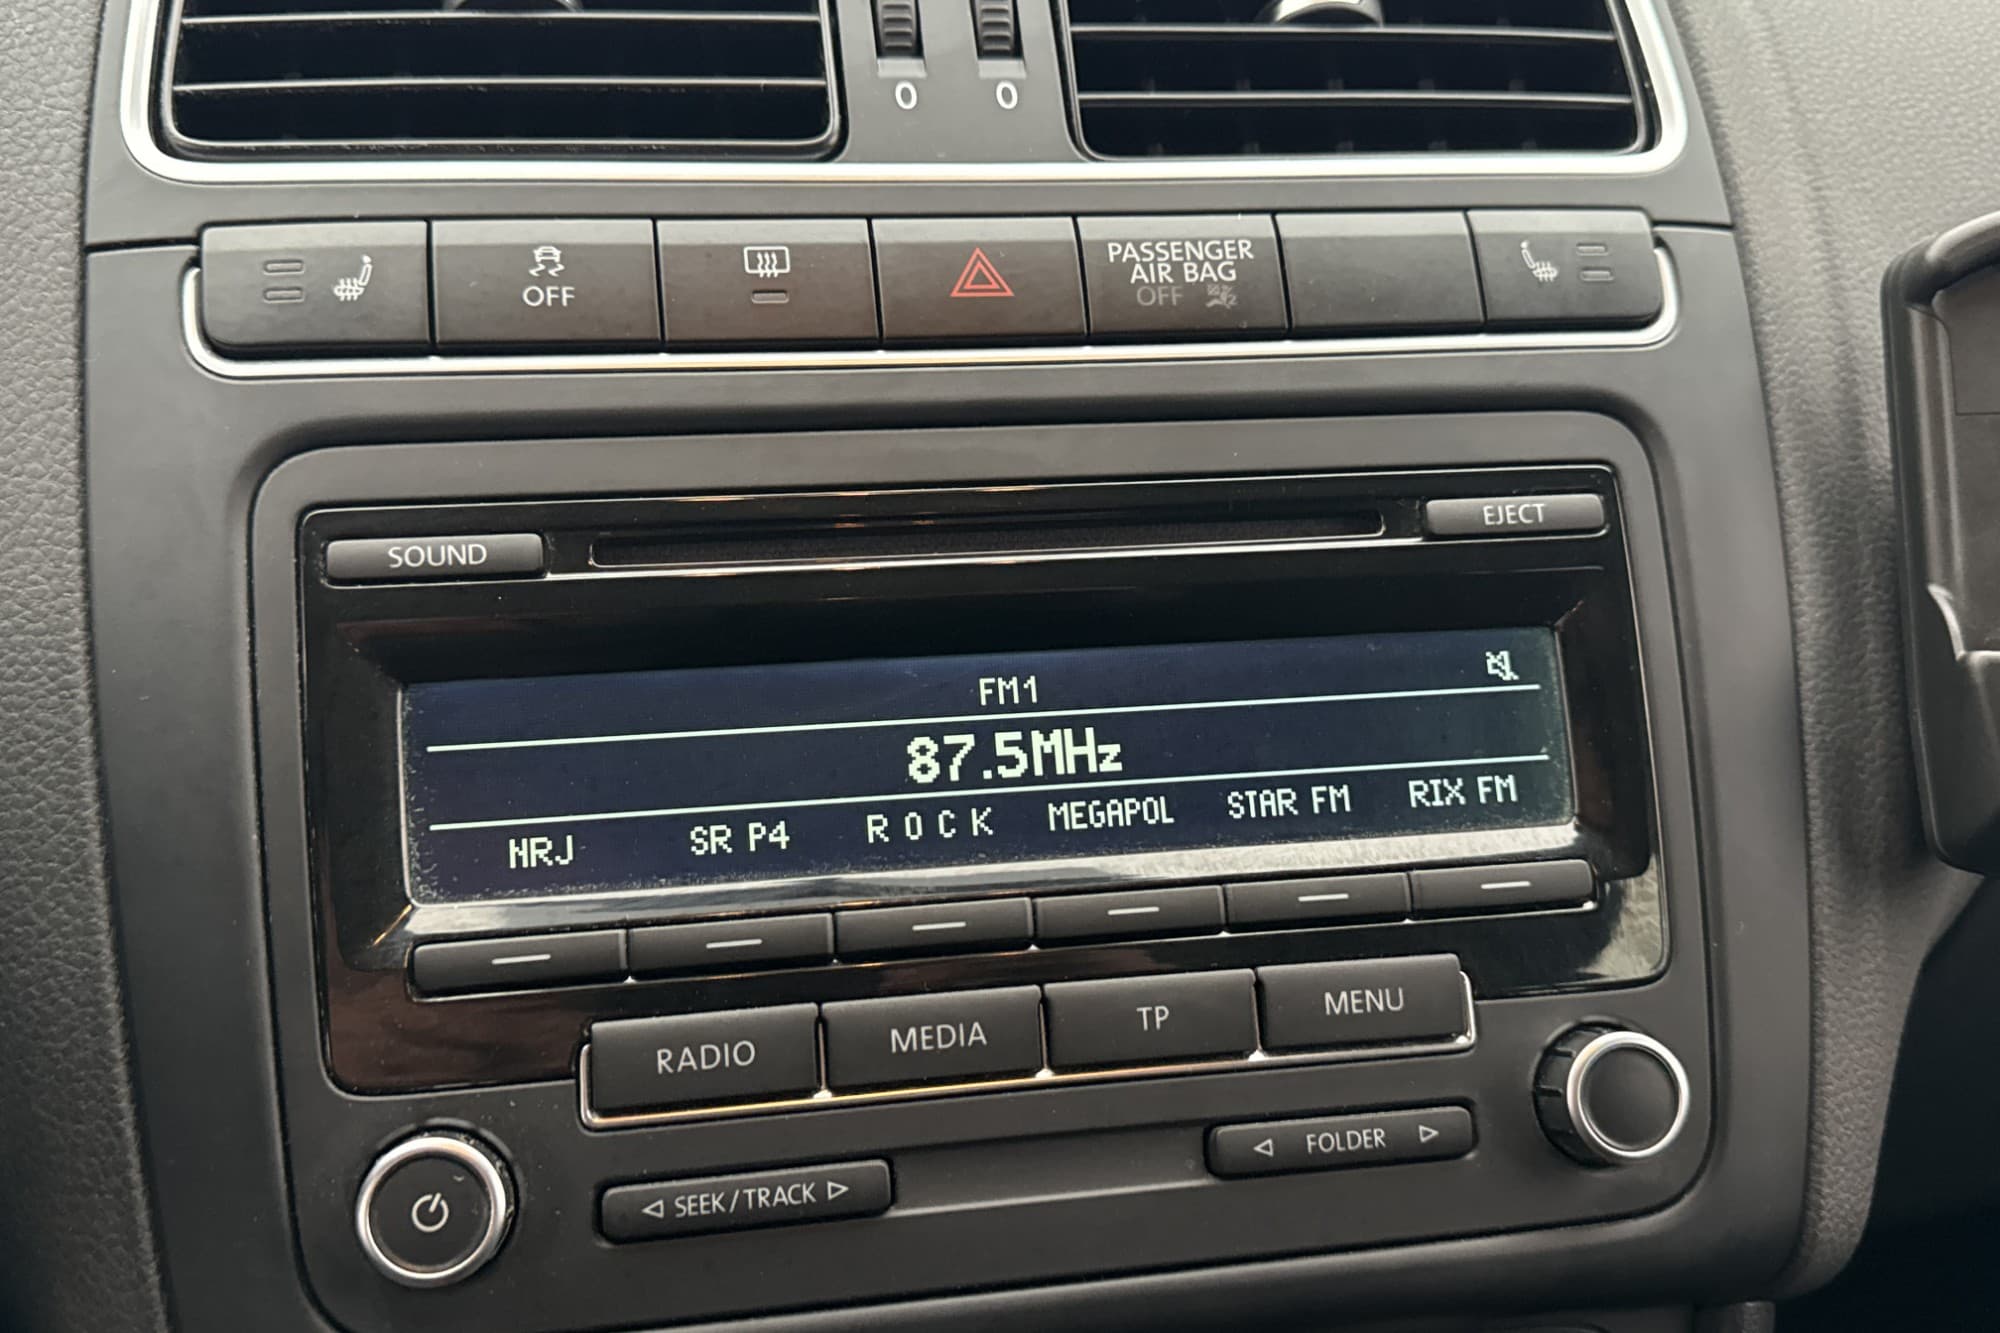 0 0
OFF
PASSENGER
AIR BAG
OFF
SOUND
EJECT
FM1
87.5MHz
NRJ SR P4 R O C K MEGAPOL STAR FM RIX FM
RADIO MEDIA TP MENU
SEEK/TRACK
FOLDER